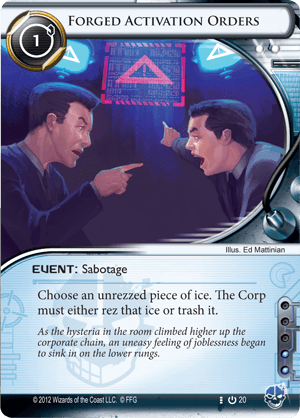 1
FORGED ACTIVATION ORDERS
Illus. Ed Mattinian
EVENT: Sabotage
Choose an unrezzed piece of ice. The Corp
must either rez that ice or trash it.
As the hysteria in the room climbed higher up the
corporate chain, an uneasy feeling of joblessness began
to sink in on the lower rungs.
©2012 Wizards of the Coast LLC. © FFG
20